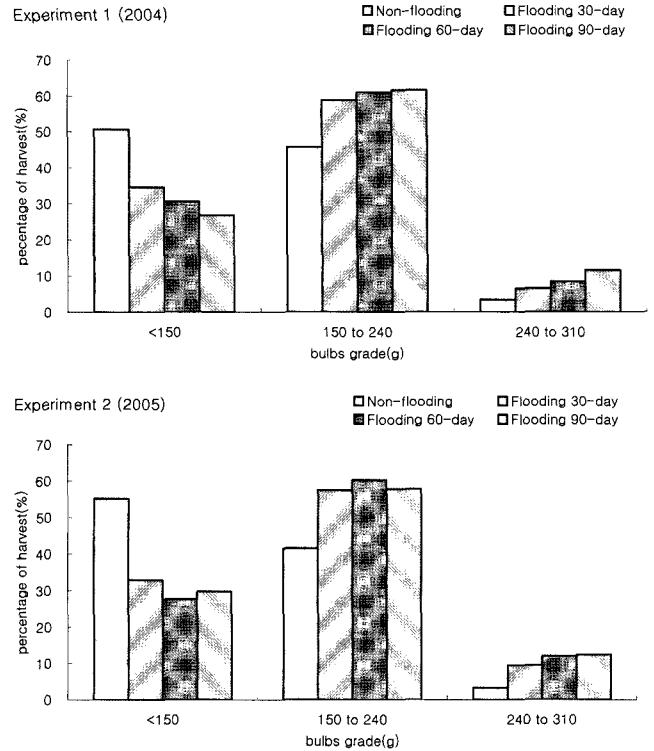 Experiment 1 (2004)
Non-flooding Flooding 30-day
Flooding 60-day Flooding 90-day
pecentage of harvest(%)
70
60
50
40
30
20
10
0
<150 150 to 240 240 to 310
bulbs grade(g)
Experiment 2 (2005)
Non-flooding Flooding 30-day
Flooding 60-day Flooding 90-day
percentage of harvest(%)
70
60
50
40
30
20
10
0
<150 150 to 240 240 to 310
bulbs grade(g)